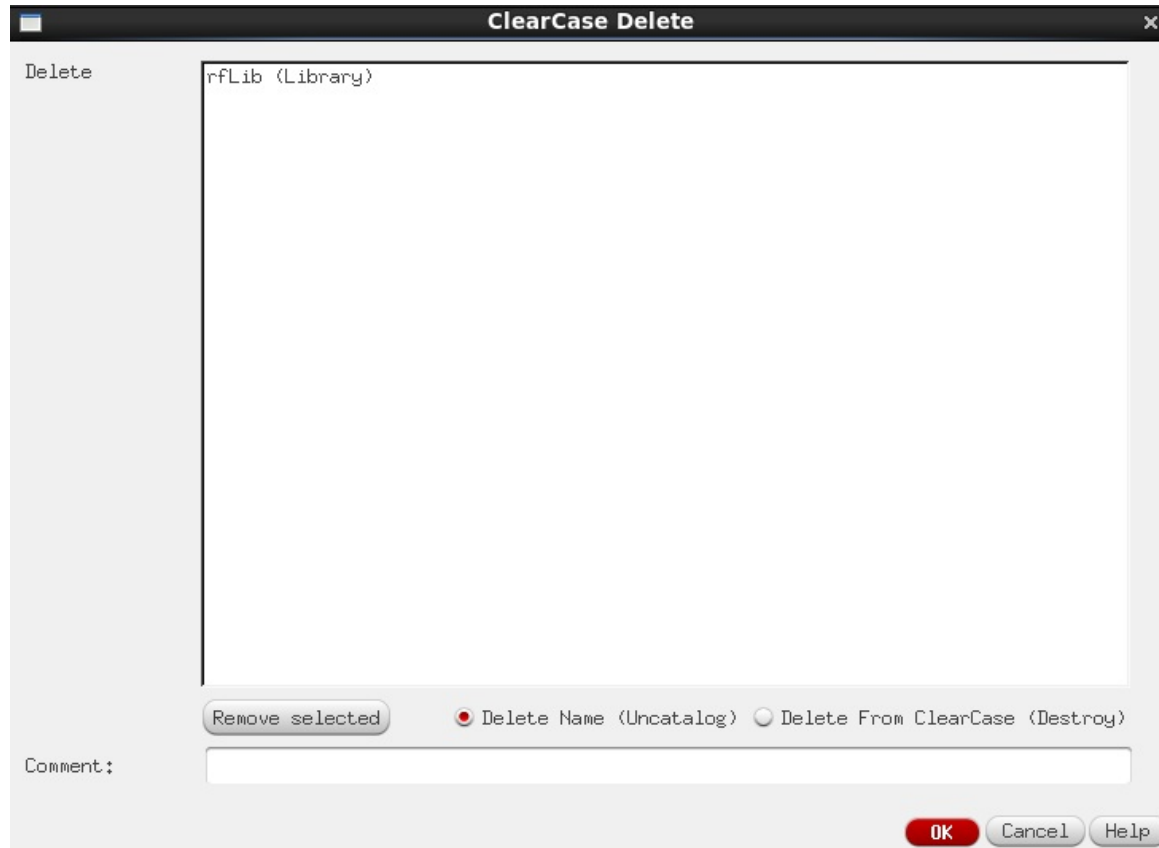 ClearCase Delete
Delete
rfLib (Library)
Remove selected
Delete Name (Uncatalog) Delete From ClearCase (Destroy)
Comment:
OK Cancel Help